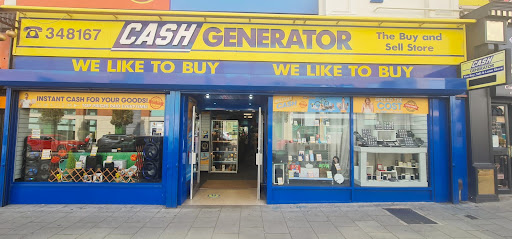 ☎ 348167 CASH GENERATOR The Buy and
Sell Store
WE LIKE TO BUY WE LIKE TO BUY
CASH
INSTANT CASH FOR YOUR GOODS!